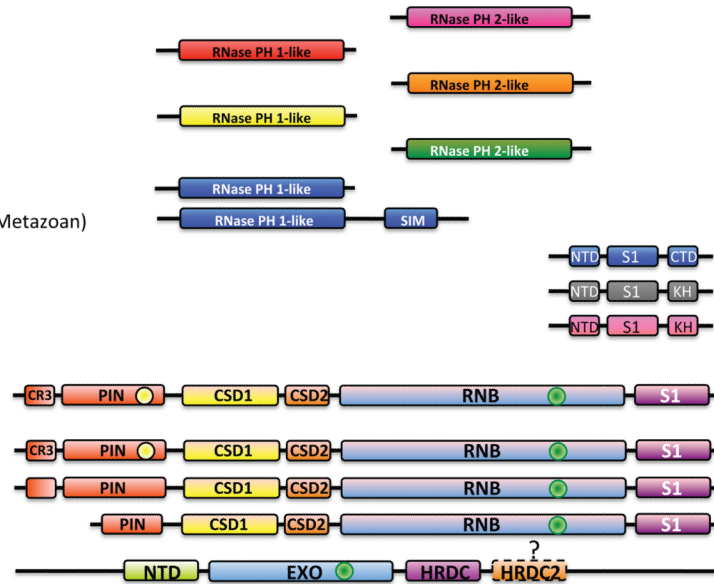 RNase PH 2-like
RNase PH 1-like
RNase PH 2-like
RNase PH 1-like
RNase PH 2-like
RNase PH 1-like
Metazoan) RNase PH 1-like SIM
NTD S1 CTD
NTD S1 KH
NTD S1 KH
CR3 PIN CSD1 CSD2 RNB S1
CR3 PIN CSD1 CSD2 RNB S1
PIN CSD1 CSD2 RNB S1
PIN CSD1 CSD2 RNB S1
?
NTD EXO HRDC HRDC2